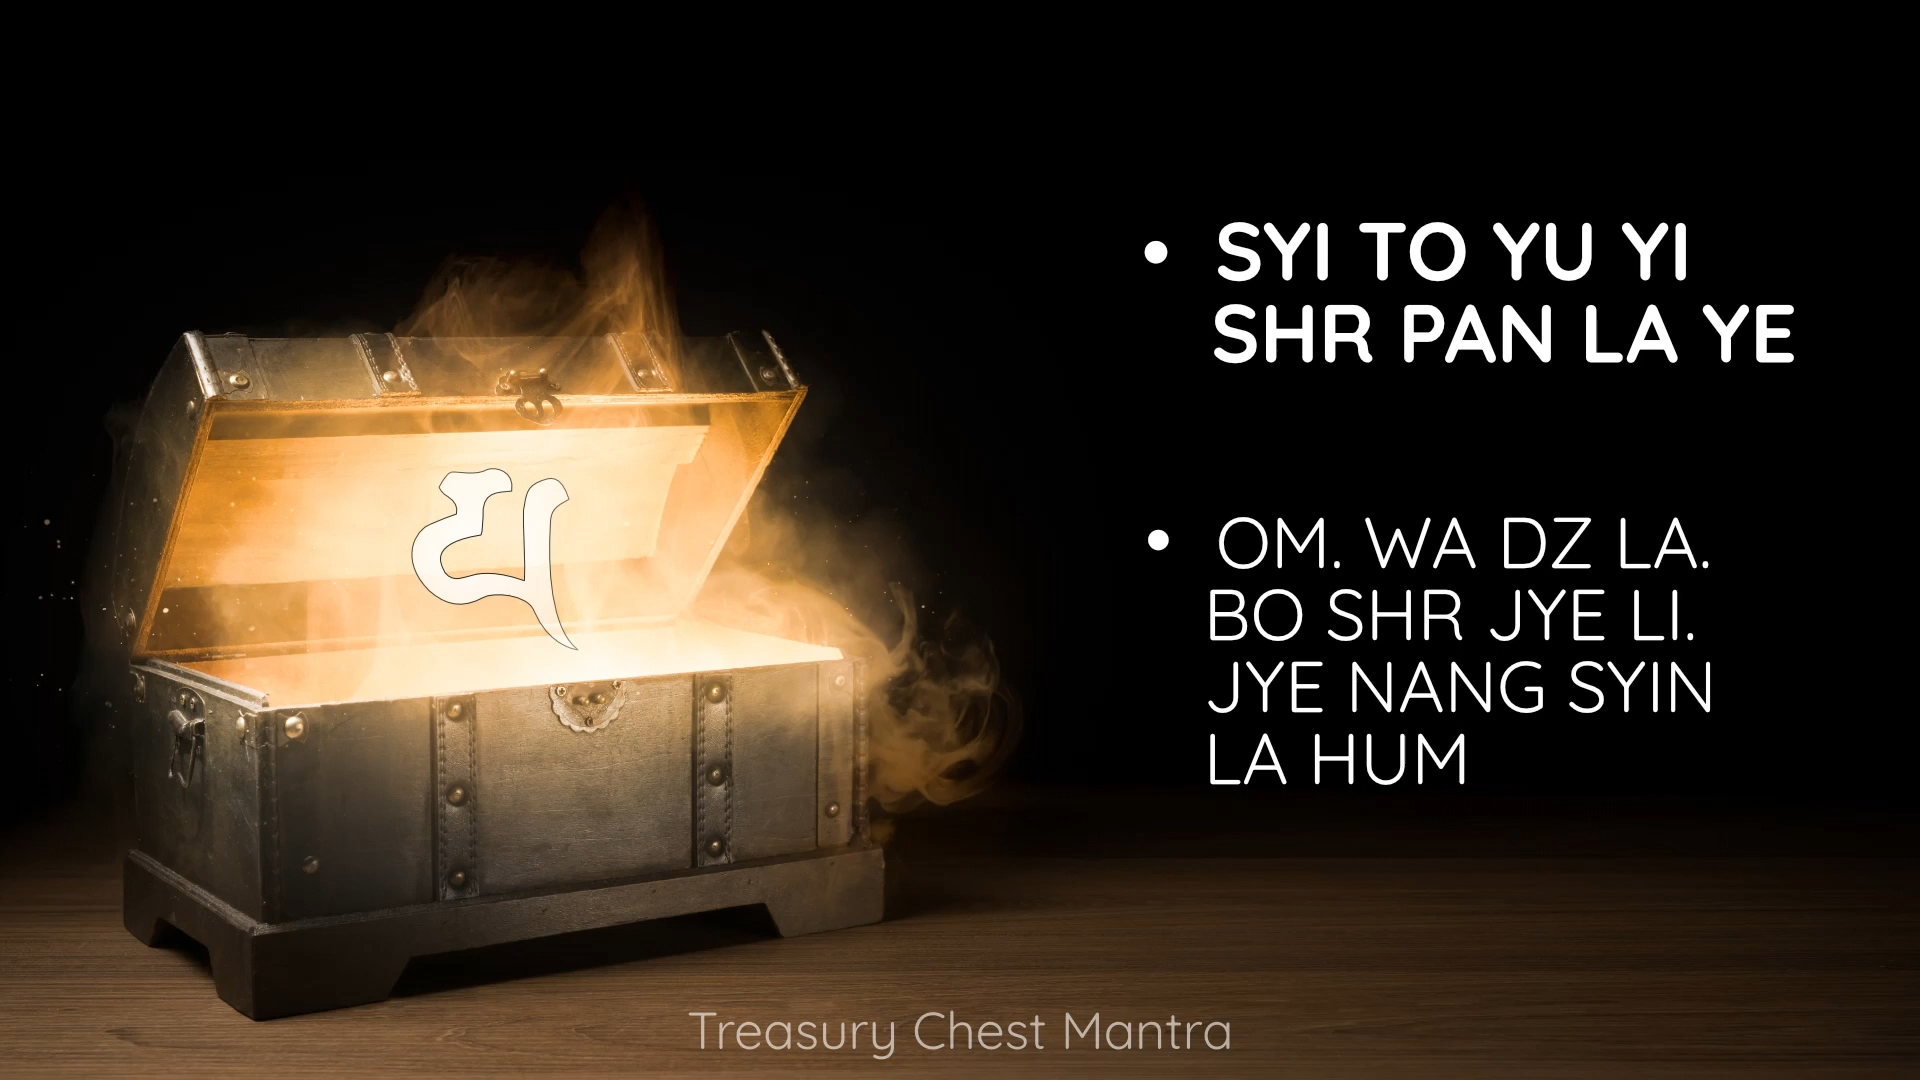 • SYI TO YU YI
SHR PAN LA YE
• OM. WA DZ LA.
BO SHR JYE LI.
JYE NANG SYIN
LA HUM
Treasury Chest Mantra